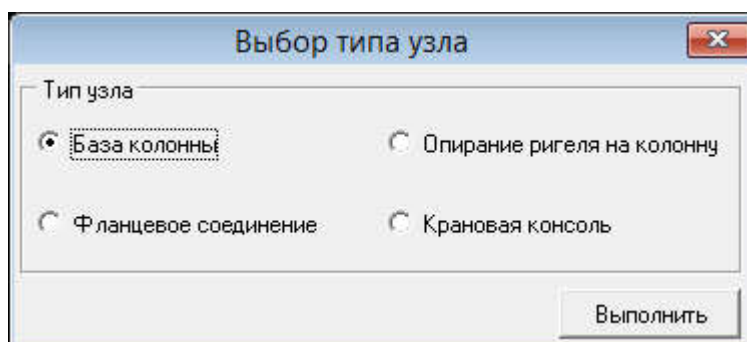 Выбор типа узла
Тип узла
База колонны
Опирание ригеля на колонну
Фланцевое соединение
Крановая консоль
Выполнить